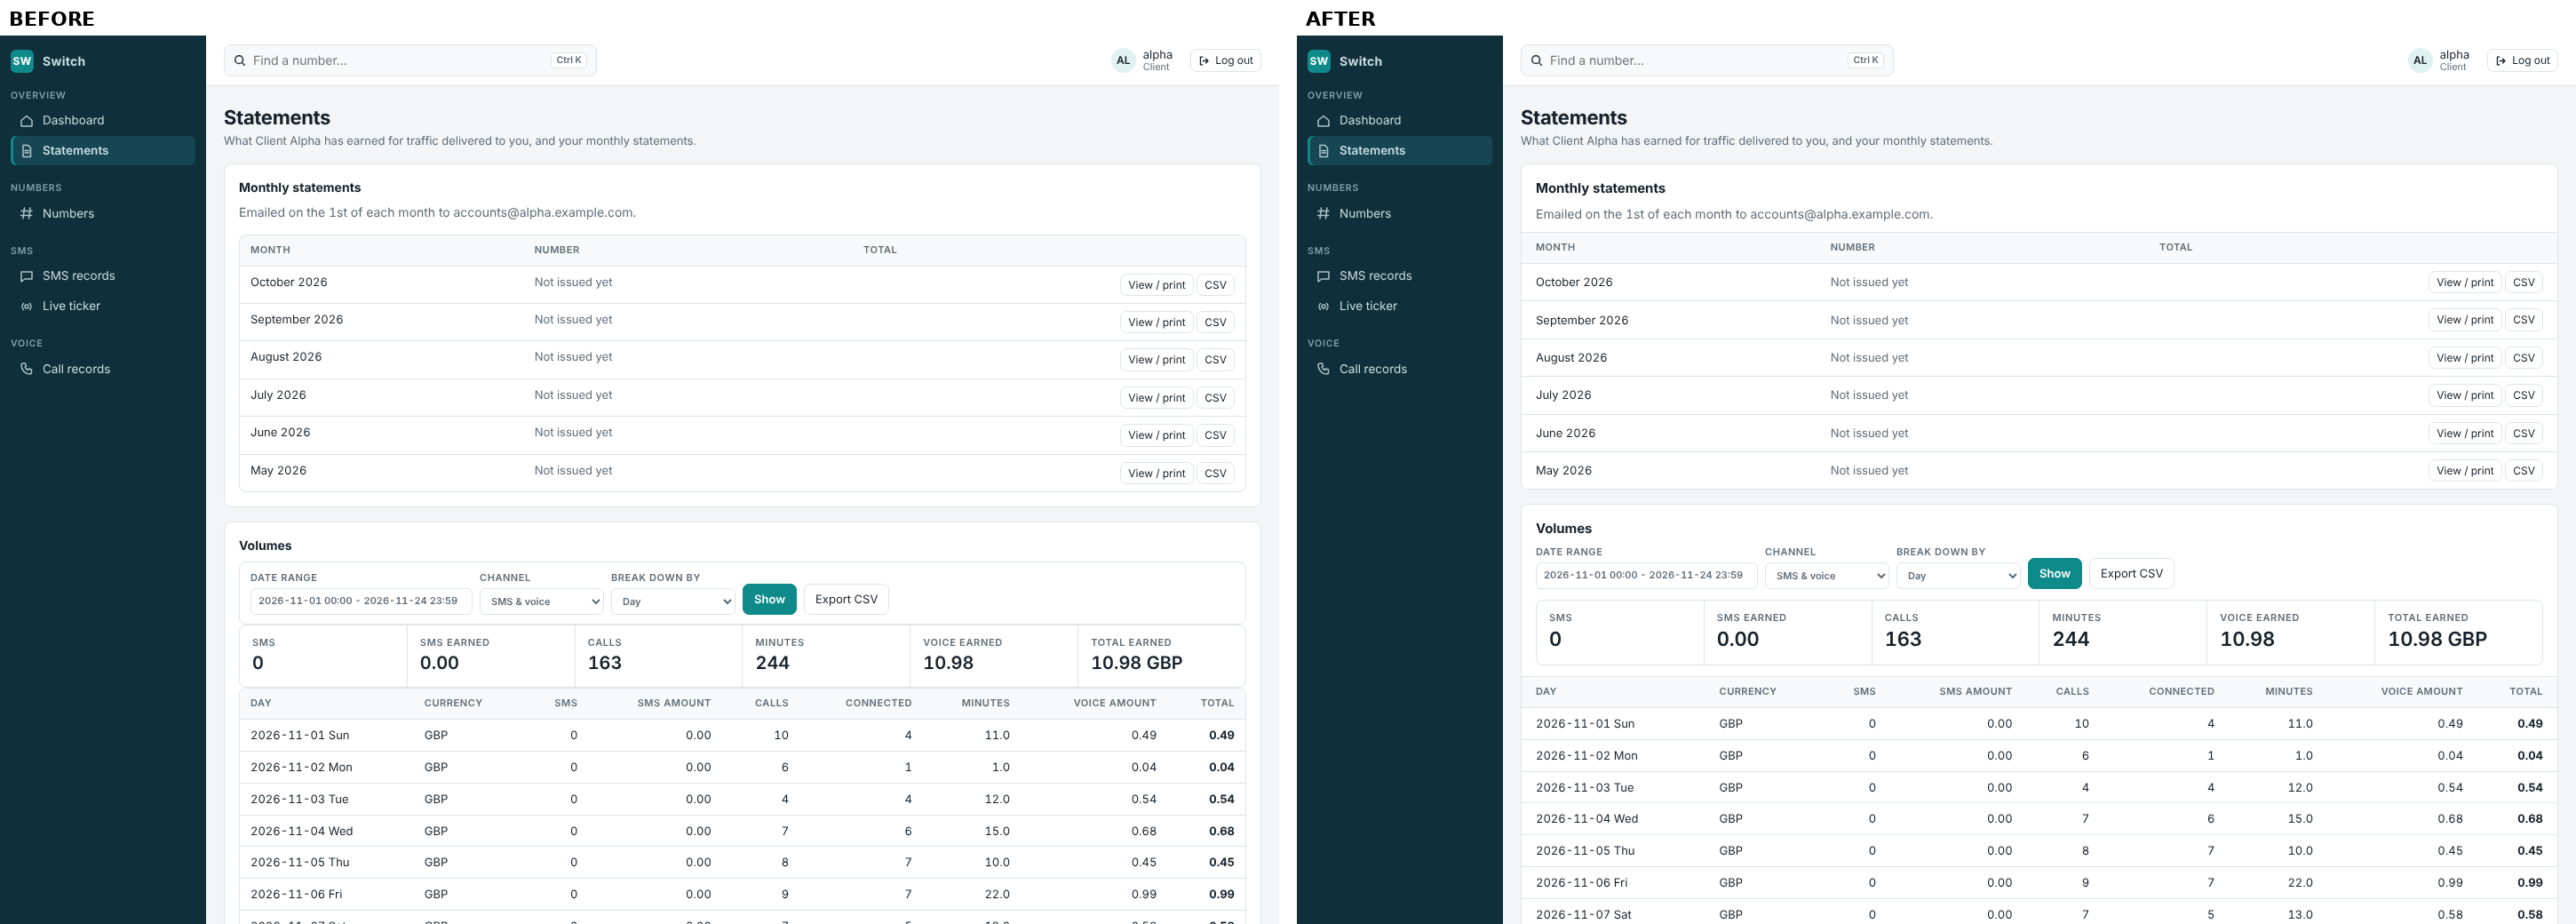 BEFORE
SW Switch
OVERVIEW
Dashboard
Statements
NUMBERS
Numbers
SMS
SMS records
Live ticker
VOICE
Call records
Find a number... Ctrl K
AL alpha Client Log out
Statements
What Client Alpha has earned for traffic delivered to you, and your monthly statements.
Monthly statements
Emailed on the 1st of each month to accounts@alpha.example.com.
MONTH NUMBER TOTAL
October 2026 Not issued yet View / print CSV
September 2026 Not issued yet View / print CSV
August 2026 Not issued yet View / print CSV
July 2026 Not issued yet View / print CSV
June 2026 Not issued yet View / print CSV
May 2026 Not issued yet View / print CSV
Volumes
DATE RANGE CHANNEL BREAK DOWN BY
2026-11-01 00:00 - 2026-11-24 23:59 SMS & voice Day Show Export CSV
SMS SMS EARNED CALLS MINUTES VOICE EARNED TOTAL EARNED
0 0.00 163 244 10.98 10.98 GBP
DAY CURRENCY SMS SMS AMOUNT CALLS CONNECTED MINUTES VOICE AMOUNT TOTAL
2026-11-01 Sun GBP 0 0.00 10 4 11.0 0.49 0.49
2026-11-02 Mon GBP 0 0.00 6 1 1.0 0.04 0.04
2026-11-03 Tue GBP 0 0.00 4 4 12.0 0.54 0.54
2026-11-04 Wed GBP 0 0.00 7 6 15.0 0.68 0.68
2026-11-05 Thu GBP 0 0.00 8 7 10.0 0.45 0.45
2026-11-06 Fri GBP 0 0.00 9 7 22.0 0.99 0.99
AFTER
SW Switch
OVERVIEW
Dashboard
Statements
NUMBERS
Numbers
SMS
SMS records
Live ticker
VOICE
Call records
Find a number... Ctrl K
AL alpha Client Log out
Statements
What Client Alpha has earned for traffic delivered to you, and your monthly statements.
Monthly statements
Emailed on the 1st of each month to accounts@alpha.example.com.
MONTH NUMBER TOTAL
October 2026 Not issued yet View / print CSV
September 2026 Not issued yet View / print CSV
August 2026 Not issued yet View / print CSV
July 2026 Not issued yet View / print CSV
June 2026 Not issued yet View / print CSV
May 2026 Not issued yet View / print CSV
Volumes
DATE RANGE CHANNEL BREAK DOWN BY
2026-11-01 00:00 - 2026-11-24 23:59 SMS & voice Day Show Export CSV
SMS SMS EARNED CALLS MINUTES VOICE EARNED TOTAL EARNED
0 0.00 163 244 10.98 10.98 GBP
DAY CURRENCY SMS SMS AMOUNT CALLS CONNECTED MINUTES VOICE AMOUNT TOTAL
2026-11-01 Sun GBP 0 0.00 10 4 11.0 0.49 0.49
2026-11-02 Mon GBP 0 0.00 6 1 1.0 0.04 0.04
2026-11-03 Tue GBP 0 0.00 4 4 12.0 0.54 0.54
2026-11-04 Wed GBP 0 0.00 7 6 15.0 0.68 0.68
2026-11-05 Thu GBP 0 0.00 8 7 10.0 0.45 0.45
2026-11-06 Fri GBP 0 0.00 9 7 22.0 0.99 0.99
2026-11-07 Sat GBP 0 0.00 7 5 13.0 0.58 0.58